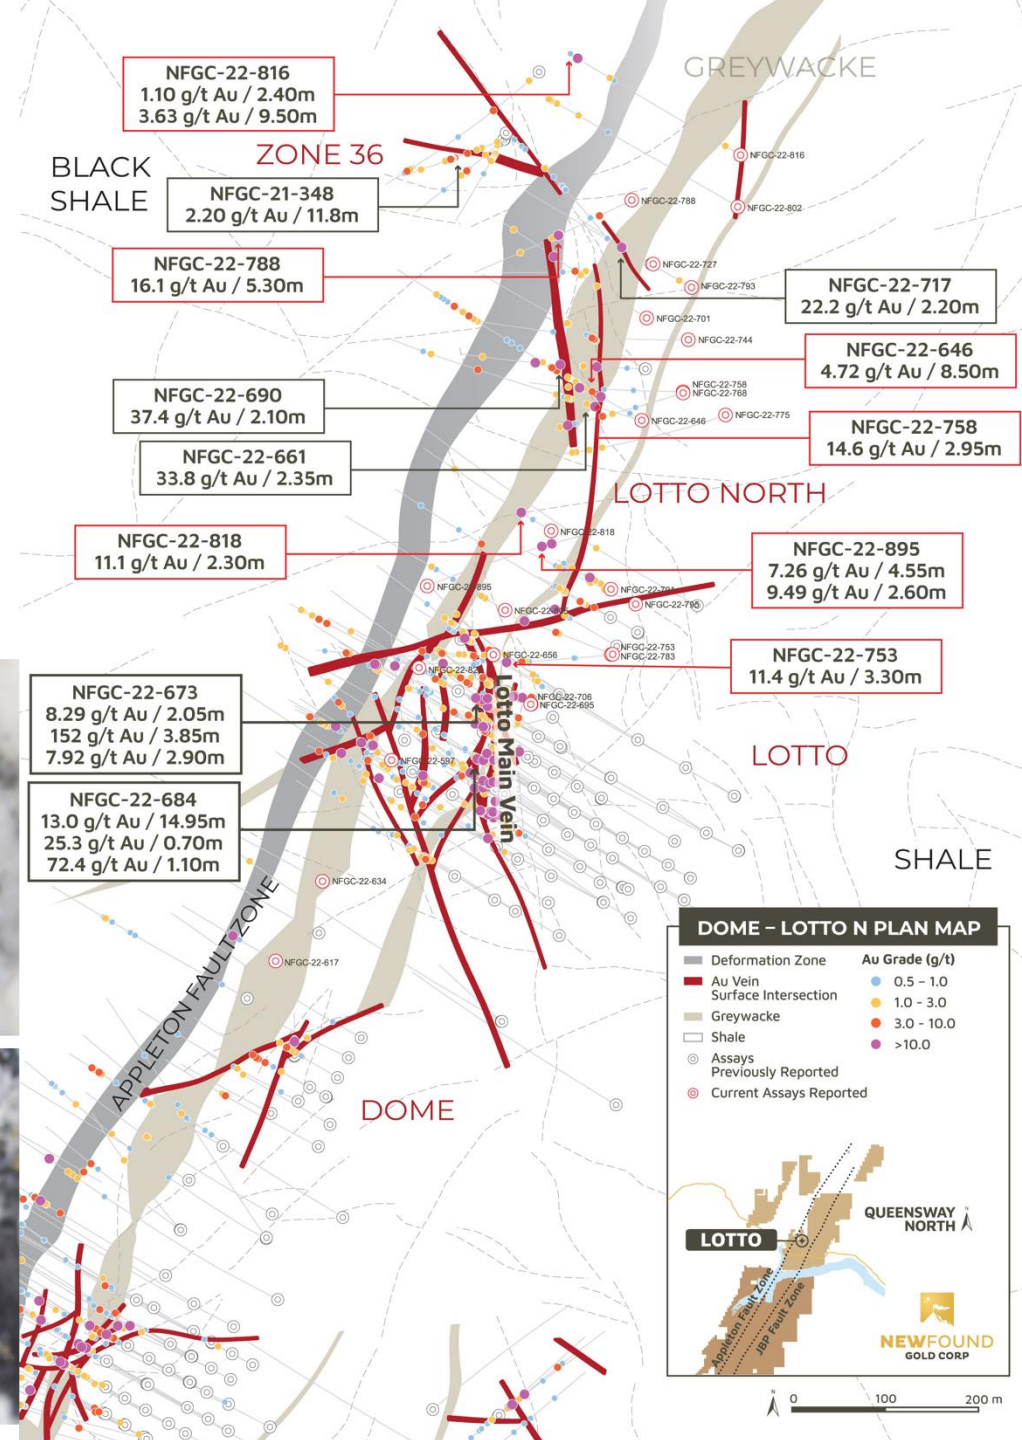 GREYWACKE
NFGC-22-816
1.10 g/t Au / 2.40m
3.63 g/t Au / 9.50m
BLACK
SHALE
ZONE 36
NFGC-21-348
2.20 g/t Au / 11.8m
NFGC-22-816
NFGC-22-802
NFGC-22-788
NFGC-22-788
16.1 g/t Au / 5.30m
NFGC-22-727
NFGC-22-793
NFGC-22-717
22.2 g/t Au / 2.20m
NFGC-22-701
NFGC-22-744
NFGC-22-646
4.72 g/t Au / 8.50m
NFGC-22-690
37.4 g/t Au / 2.10m
NFGC-22-758
NFGC-22-768
NFGC-22-775
NFGC-22-646
NFGC-22-758
14.6 g/t Au / 2.95m
NFGC-22-661
33.8 g/t Au / 2.35m
LOTTO NORTH
NFGC-22-818
11.1 g/t Au / 2.30m
NFGC-22-818
NFGC-22-895
7.26 g/t Au / 4.55m
9.49 g/t Au / 2.60m
NFGC-22-795
NFGC-22-753
NFGC-22-783
NFGC-22-656
NFGC-22-753
11.4 g/t Au / 3.30m
NFGC-22-673
8.29 g/t Au / 2.05m
152 g/t Au / 3.85m
7.92 g/t Au / 2.90m
NFGC-22-706
NFGC-22-695
Lotto Main Vein
NFGC-22-597
LOTTO
NFGC-22-684
13.0 g/t Au / 14.95m
25.3 g/t Au / 0.70m
72.4 g/t Au / 1.10m
SHALE
NFGC-22-634
APPLETON FAULT ZONE
NFGC-22-617
DOME
DOME – LOTTO N PLAN MAP
Deformation Zone
Au Vein
Surface Intersection
Greywacke
Shale
Assays
Previously Reported
Current Assays Reported
Au Grade (g/t)
0.5 – 1.0
1.0 - 3.0
3.0 - 10.0
>10.0
QUEENSWAY
NORTH
LOTTO
Appleton Fault Zone
JBP Fault Zone
NEWFOUND
GOLD CORP
N
0 100 200 m